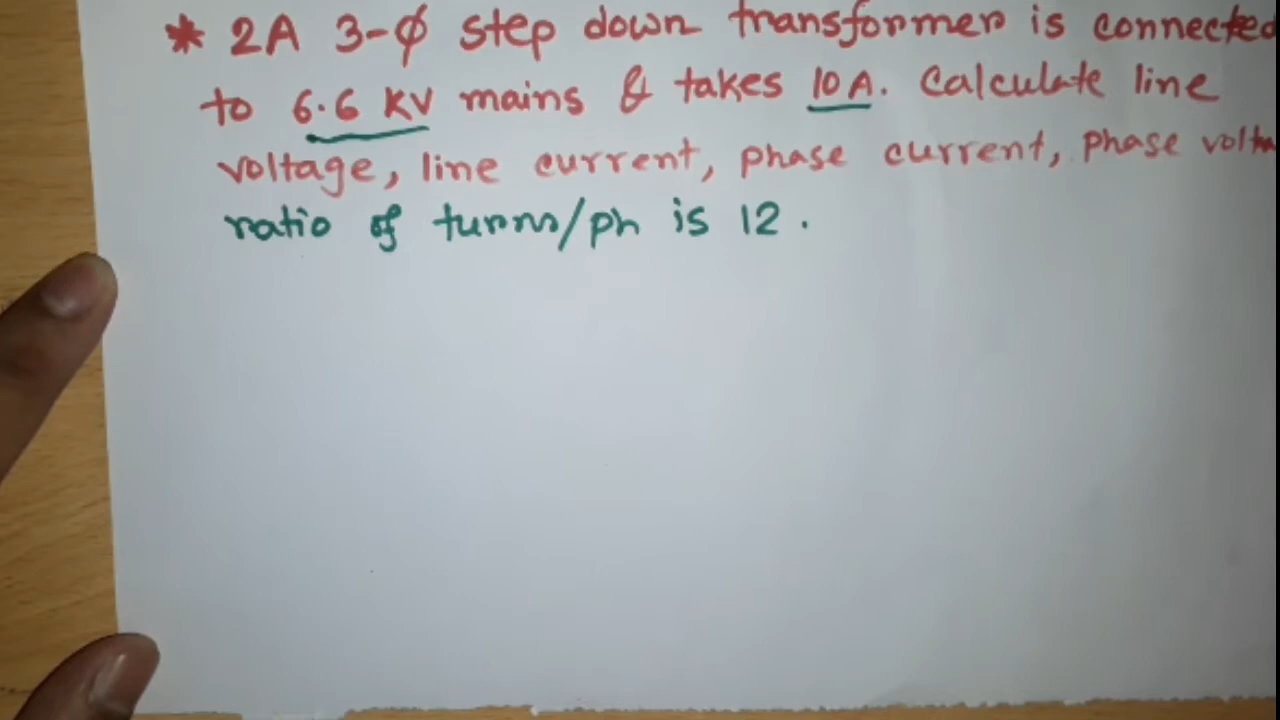 * 2A 3-ϕ step down transformer is connected
to 6.6 KV mains & takes 10 A. Calculate line
voltage, line current, phase current, phase
ratio of turns/ph is 12.